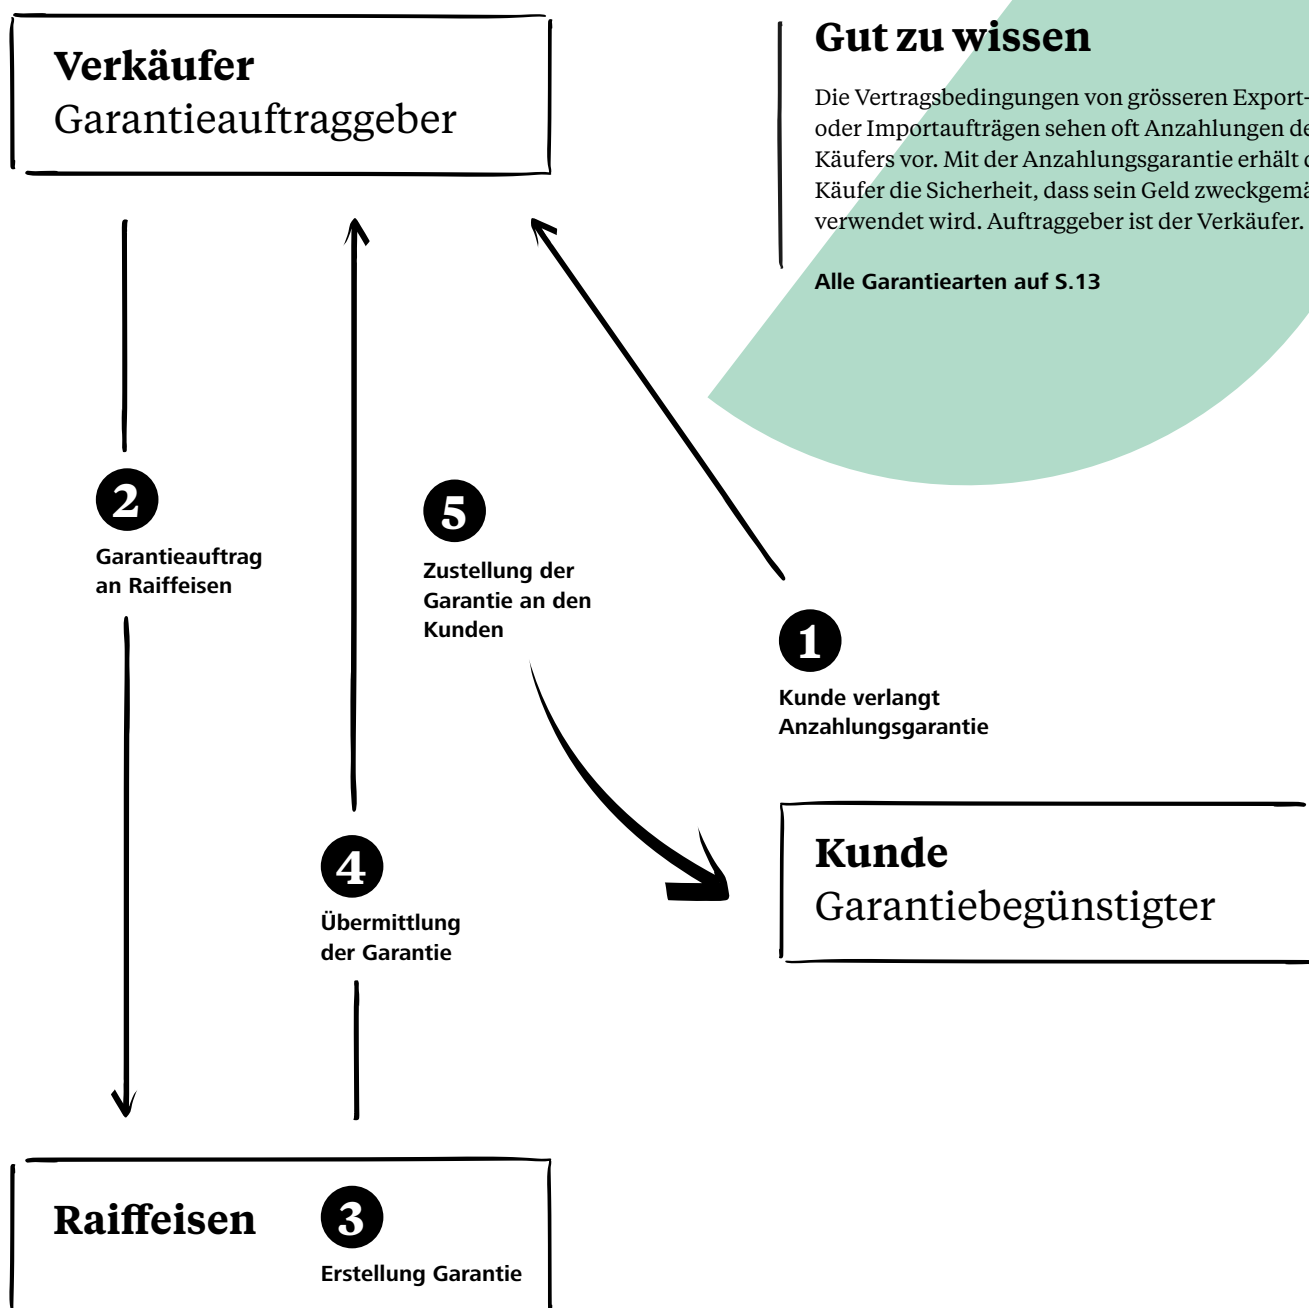 Verkäufer
Garantieauftraggeber
Gut zu wissen
Die Vertragsbedingungen von grösseren Export-
oder Importaufträgen sehen oft Anzahlungen
Käufers vor. Mit der Anzahlungsgarantie erhält
Käufer die Sicherheit, dass sein Geld
verwendet wird. Auftraggeber ist der Verkäufer.
Alle Garantiearten auf S.13
2
Garantieauftrag
an Raiffeisen
5
Zustellung der
Garantie an den
Kunden
1
Kunde verlangt
Anzahlungsgarantie
4
Übermittlung
der Garantie
Kunde
Garantiebegünstigter
Raiffeisen
3
Erstellung Garantie